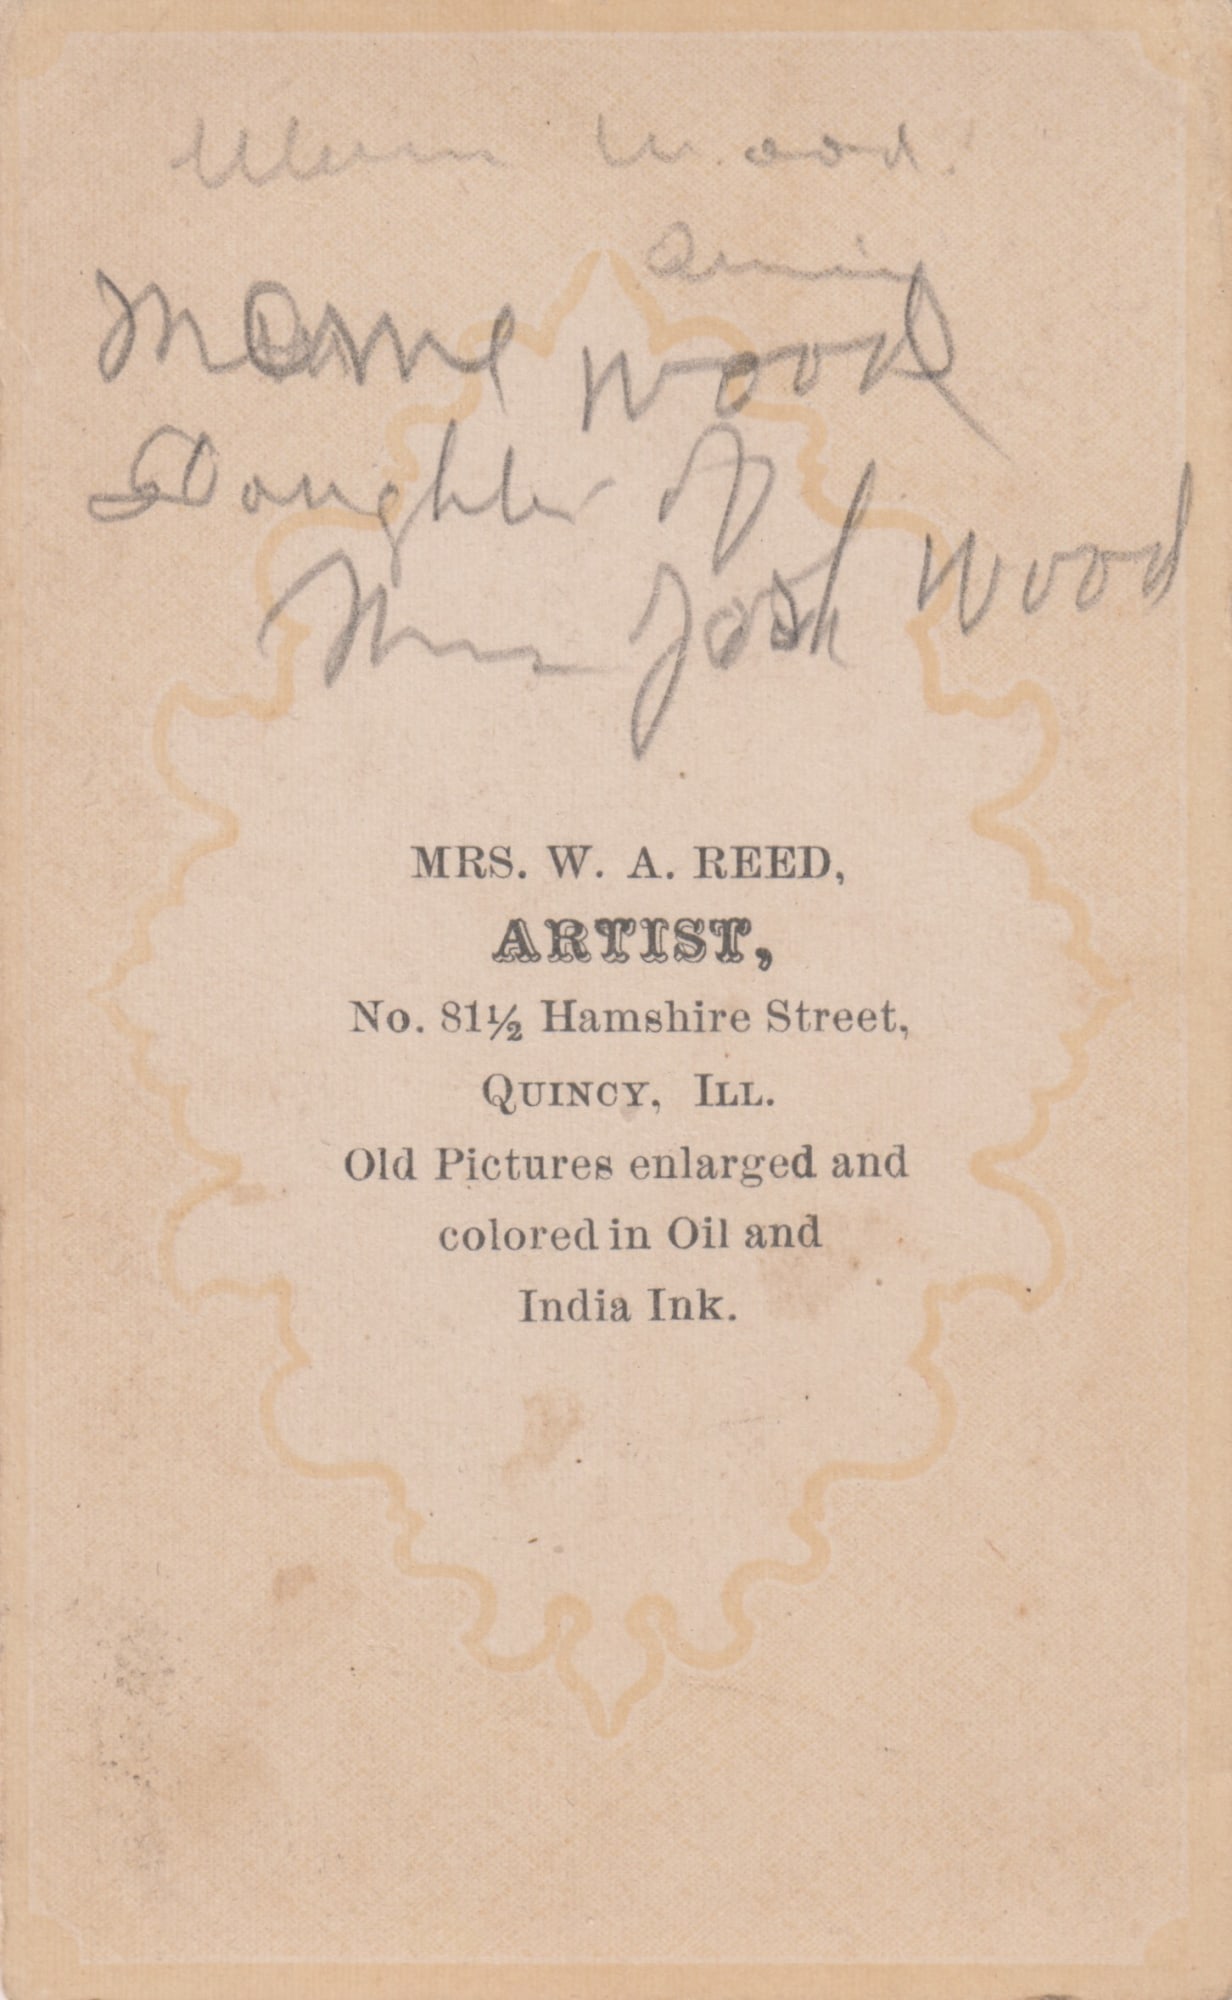 Wood.
Mame Wood
Daughter of
Mrs Josh Wood
MRS. W. A. REED,
ARTIST,
No. 81½ Hamshire Street,
QUINCY, ILL.
Old Pictures enlarged and
colored in Oil and
India Ink.